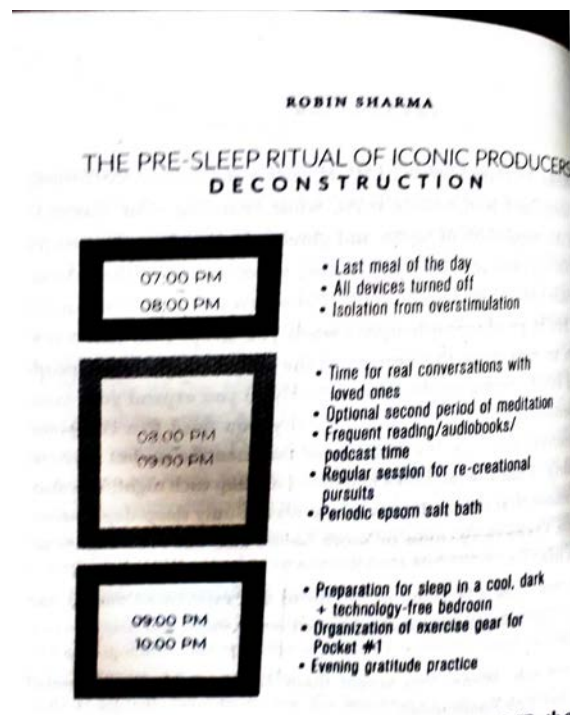 ROBIN SHARMA
THE PRE-SLEEP RITUAL OF ICONIC PRODUCERS
DECONSTRUCTION
07:00 PM
–
08:00 PM
• Last meal of the day
• All devices turned off
• Isolation from overstimulation
08:00 PM
–
09:00 PM
• Time for real conversations with
loved ones
• Optional second period of meditation
• Frequent reading/audiobooks/
podcast time
• Regular session for re-creational
pursuits
• Periodic epsom salt bath
09:00 PM
–
10:00 PM
• Preparation for sleep in a cool, dark
+ technology-free bedroom
• Organization of exercise gear for
Pocket #1
• Evening gratitude practice